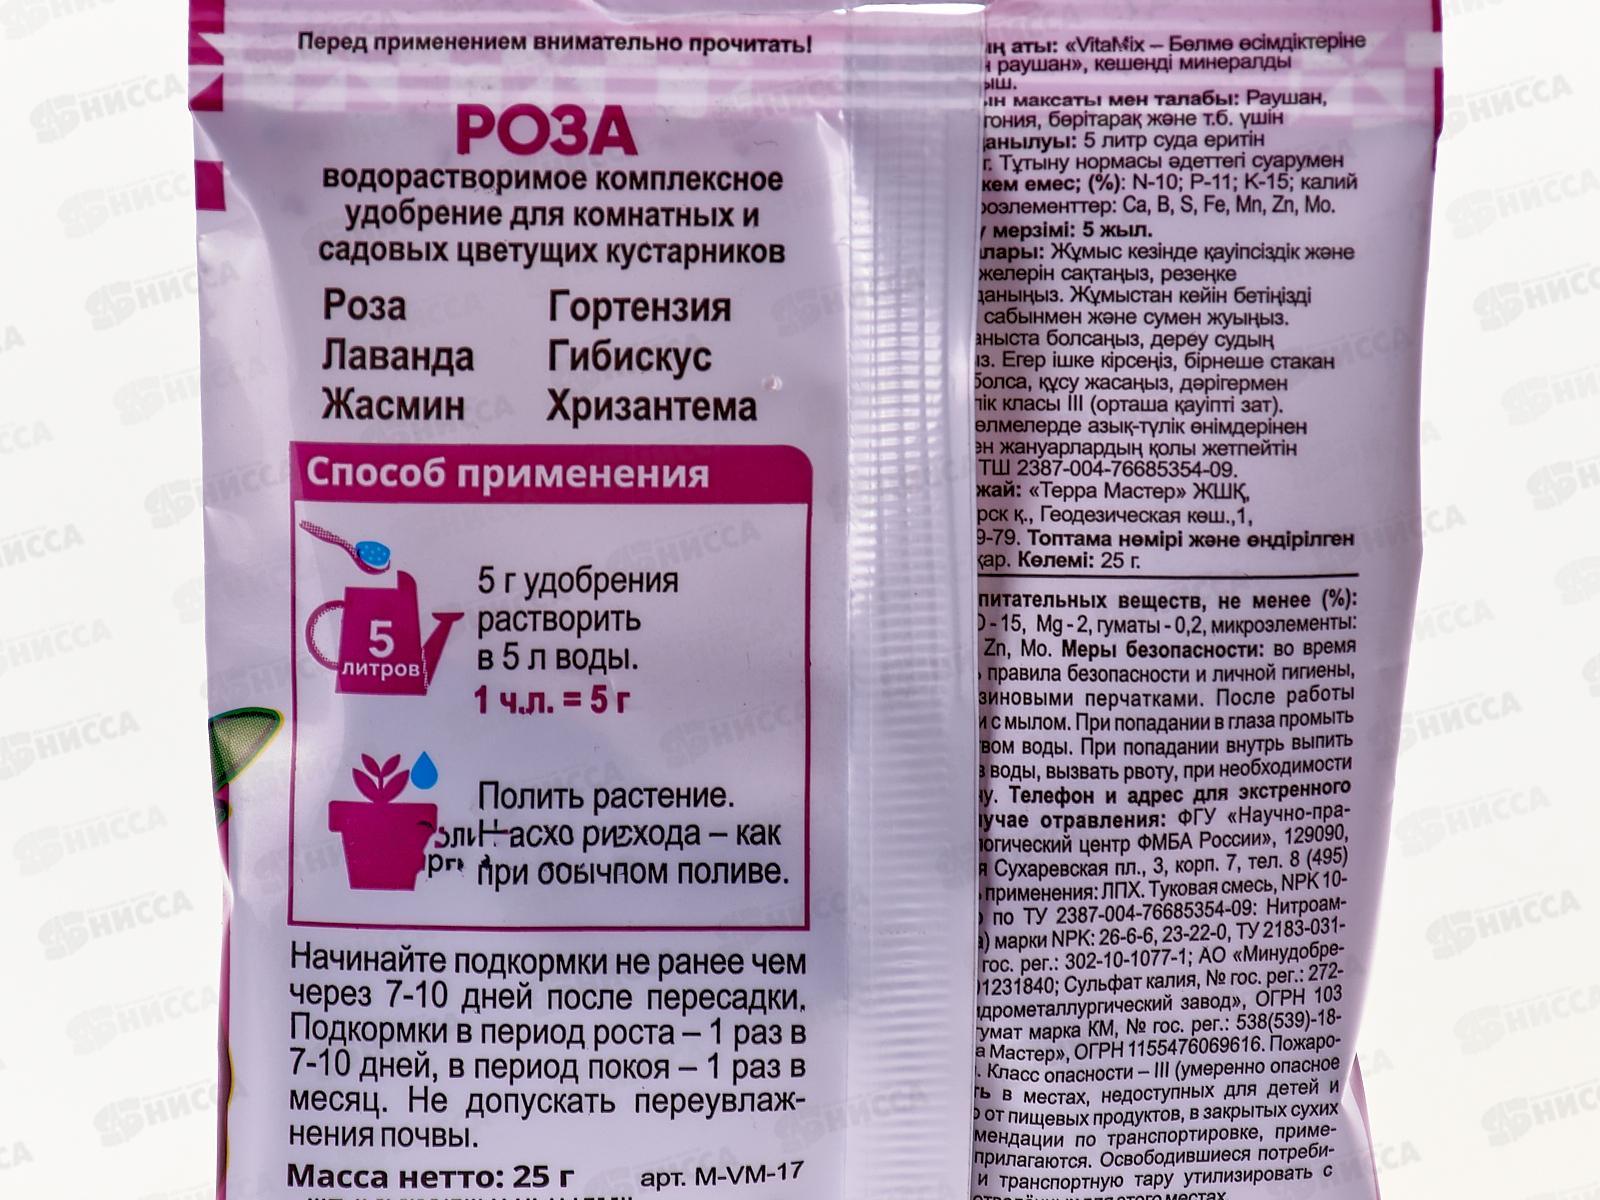 Перед применением внимательно прочитать!
РОЗА
водорастворимое комплексное
удобрение для комнатных и
садовых цветущих кустарников
Роза Гортензия
Лаванда Гибискус
Жасмин Хризантема
Способ применения
5
литров
5 г удобрения
растворить
в 5 л воды.
1 ч.л. = 5 г
Полить растение.
расхода – как
при обычном поливе.
Начинайте подкормки не ранее чем
через 7-10 дней после пересадки.
Подкормки в период роста – 1 раз в
7-10 дней, в период покоя – 1 раз в
месяц. Не допускать переувлаж-
нения почвы.
Масса нетто: 25 г арт. M-VM-17
аты: «VitaMix – Бөлме өсімдіктеріне
раушан», кешенді минералды
максаты мен талабы: Раушан,
бөрітарақ және т.б. үшін
5 литр суда ерітін
Тұтыну нормасы әдеттегі суарумен
кем емес; (%): N-10; P-11; K-15; калий
Ca, B, S, Fe, Mn, Zn, Mo.
мерзімі: 5 жыл.
Жұмыс кезінде қауіпсіздік және
сақтаңыз, резеңке
Жұмыстан кейін бетіңізді
сабынмен және сумен жуыңыз.
болсаңыз, дереу судың
Егер ішке кірсеңіз, бірнеше стакан
болса, құсу жасаңыз, дәрігермен
класы III (орташа қауіпті зат).
азық-түлік өнімдерінен
жануарлардың қолы жетпейтін
ТШ 2387-004-76685354-09.
«Терра Мастер» ЖШҚ,
қ., Геодезическая көш.,1,
9-79. Топтама нөмірі және өндірілген
Көлемі: 25 г.
питательных веществ, не менее (%):
O - 15, Mg - 2, гуматы - 0,2, микроэлементы:
Zn, Mo. Меры безопасности: во время
правила безопасности и личной гигиены,
перчатками. После работы
с мылом. При попадании в глаза промыть
воды. При попадании внутрь выпить
воды, вызвать рвоту, при необходимости
Телефон и адрес для экстренного
отравления: ФГУ «Научно-пра-
центр ФМБА России», 129090,
Сухаревская пл., 3, корп. 7, тел. 8 (495)
применения: ЛПХ. Туковая смесь, NPK 10-
по ТУ 2387-004-76685354-09: Нитроам-
марки NPK: 26-6-6, 23-22-0, ТУ 2183-031-
гос. рег.: 302-10-1077-1; АО «Минудобре-
01231840; Сульфат калия, № гос. рег.: 272-
завод», ОГРН 103
марка КМ, № гос. рег.: 538(539)-18-
Мастер», ОГРН 1155476069616. Пожаро-
Класс опасности – III (умеренно опасное
в местах, недоступных для детей и
от пищевых продуктов, в закрытых сухих
по транспортировке, приме-
прилагаются. Освободившиеся потреби-
и транспортную тару утилизировать с
для этого местах.